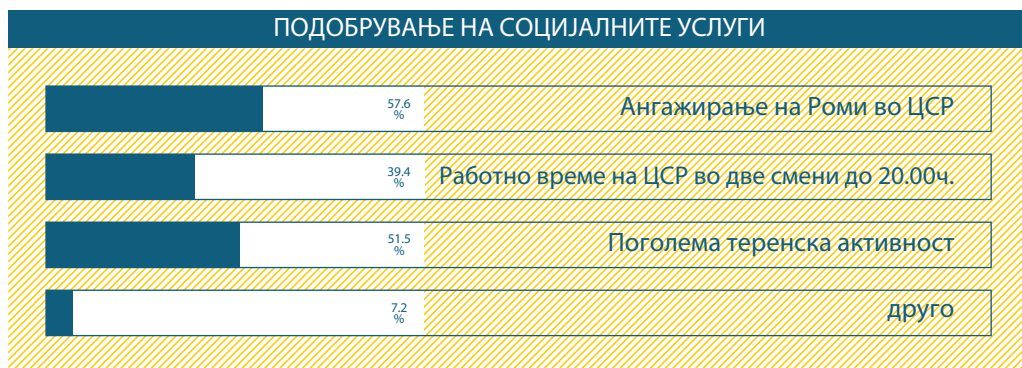 ПОДОБРУВАЊЕ НА СОЦИЈАЛНИТЕ УСЛУГИ
57.6
%
Ангажирање на Роми во ЦСР
39.4
%
Работно време на ЦСР во две смени до 20.00ч.
51.5
%
Поголема теренска активност
7.2
%
друго